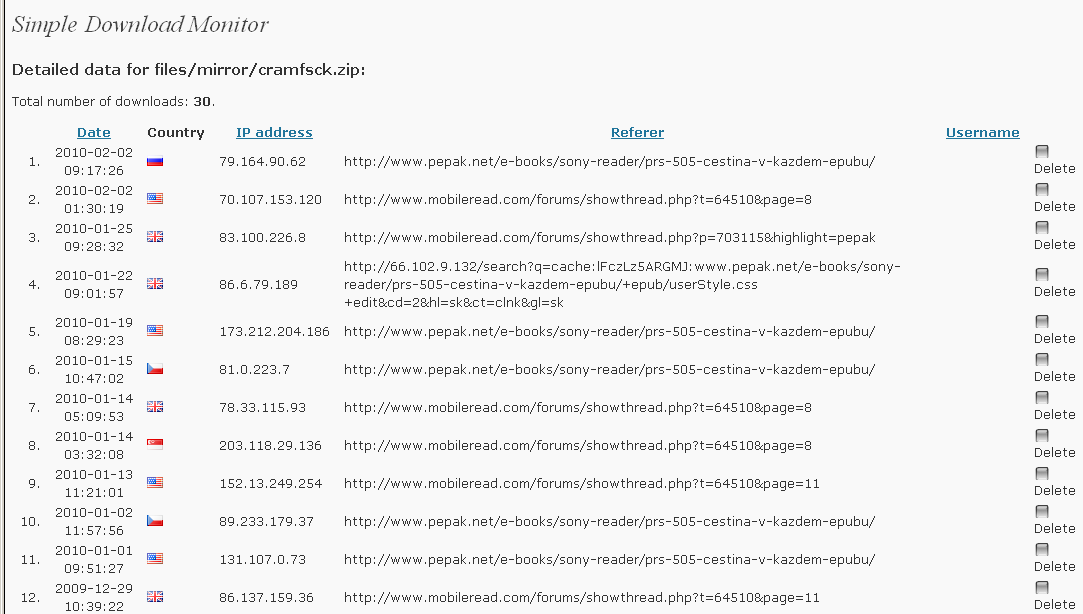 Simple Download Monitor
Detailed data for files/mirror/cramfsck.zip:
Total number of downloads: 30.
Date Country IP address Referer Username
1. 2010-02-02 09:17:26 79.164.90.62 http://www.pepak.net/e-books/sony-reader/prs-505-cestina-v-kazdem-epubu/ Delete
2. 2010-02-02 01:30:19 70.107.153.120 http://www.mobileread.com/forums/showthread.php?t=64510&page=8 Delete
3. 2010-01-25 09:28:32 83.100.226.8 http://www.mobileread.com/forums/showthread.php?p=703115&highlight=pepak Delete
4. 2010-01-22 09:01:57 86.6.79.189 http://66.102.9.132/search?q=cache:lFczLz5ARGMJ:www.pepak.net/e-books/sony-
reader/prs-505-cestina-v-kazdem-epubu/+epub/userStyle.css
+edit&cd=2&hl=sk&ct=clnk&gl=sk Delete
5. 2010-01-19 08:29:23 173.212.204.186 http://www.pepak.net/e-books/sony-reader/prs-505-cestina-v-kazdem-epubu/ Delete
6. 2010-01-15 10:47:02 81.0.223.7 http://www.pepak.net/e-books/sony-reader/prs-505-cestina-v-kazdem-epubu/ Delete
7. 2010-01-14 05:09:53 78.33.115.93 http://www.mobileread.com/forums/showthread.php?t=64510&page=8 Delete
8. 2010-01-14 03:32:08 203.118.29.136 http://www.mobileread.com/forums/showthread.php?t=64510&page=8 Delete
9. 2010-01-13 11:21:01 152.13.249.254 http://www.mobileread.com/forums/showthread.php?t=64510&page=11 Delete
10. 2010-01-02 11:57:56 89.233.179.37 http://www.pepak.net/e-books/sony-reader/prs-505-cestina-v-kazdem-epubu/ Delete
11. 2010-01-01 09:51:27 131.107.0.73 http://www.pepak.net/e-books/sony-reader/prs-505-cestina-v-kazdem-epubu/ Delete
12. 2009-12-29 10:39:22 86.137.159.36 http://www.mobileread.com/forums/showthread.php?t=64510&page=11 Delete